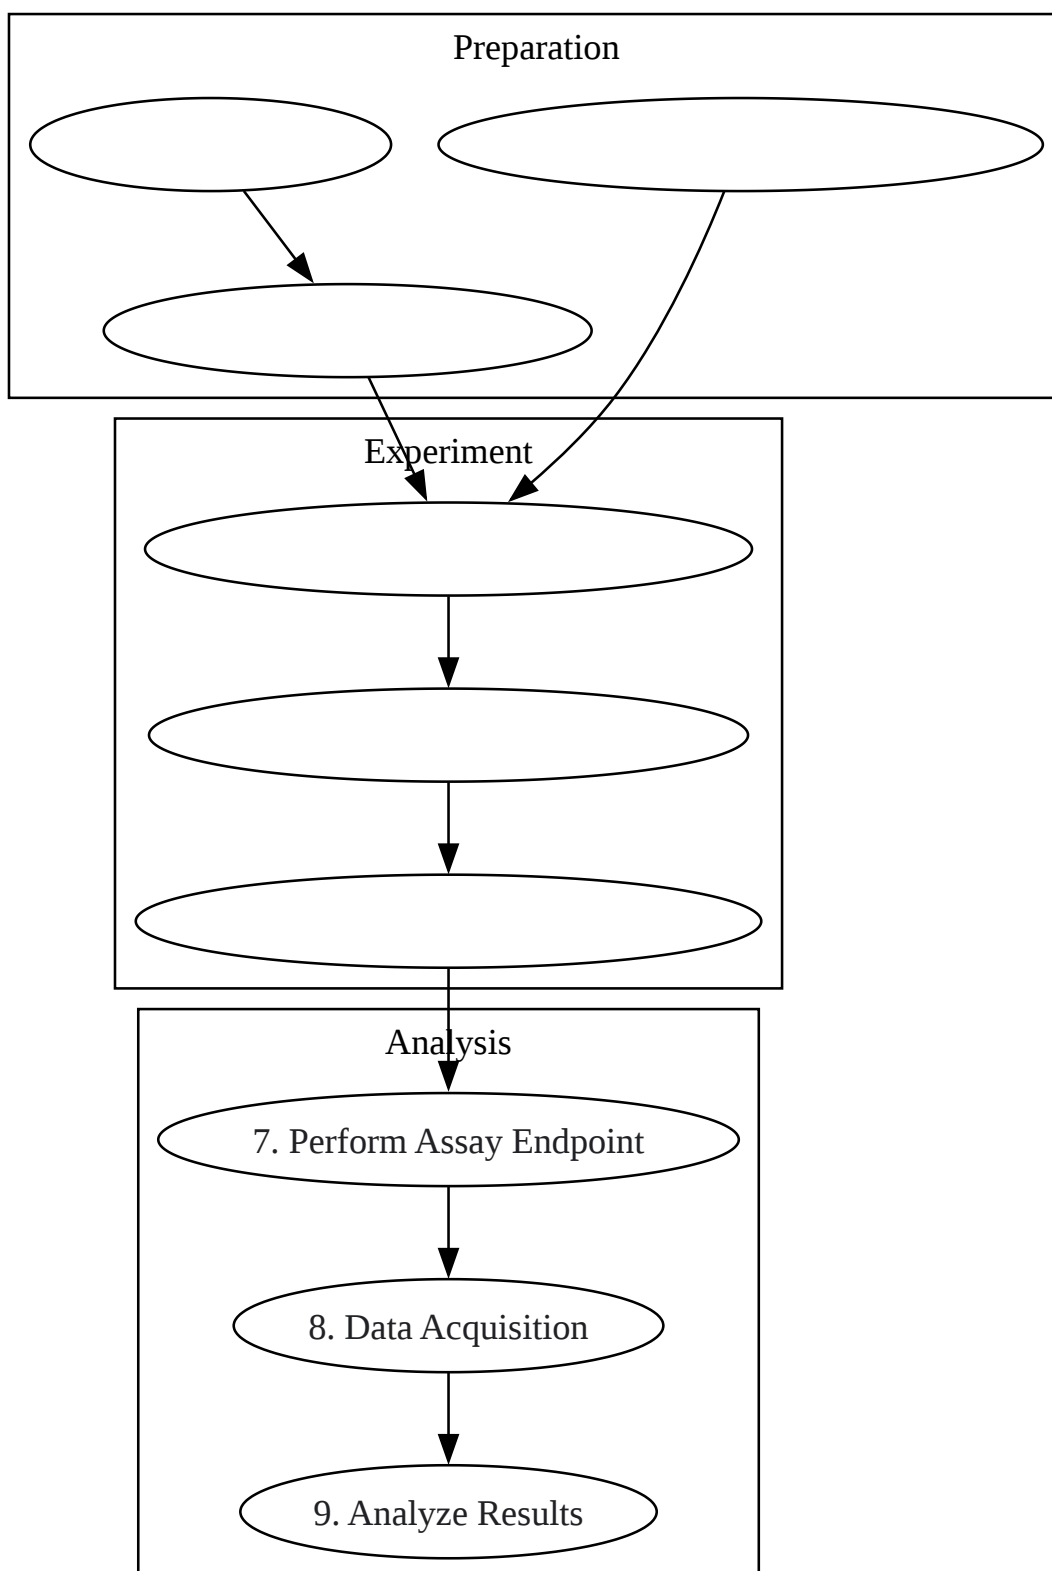 Preparation
Experiment
Analysis
7. Perform Assay Endpoint
8. Data Acquisition
9. Analyze Results